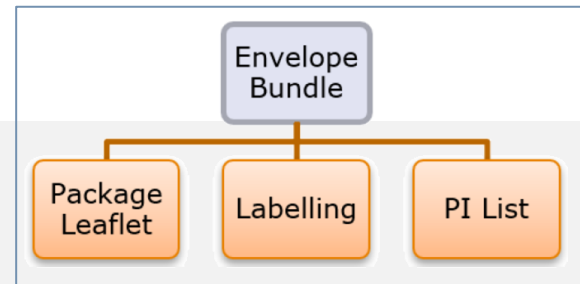 Envelope
Bundle
Package
Leaflet
Labelling
PI List